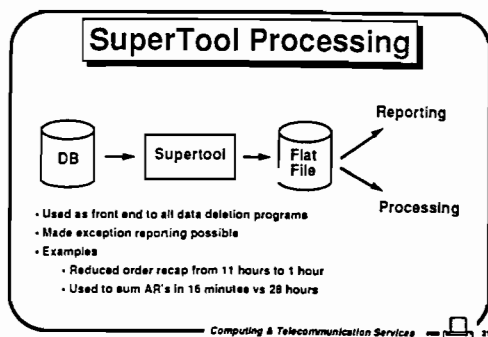 SuperTool Processing
Reporting
DB
Supertool
Flat
File
Processing
- Used as front end to all data deletion programs
- Made exception reporting possible
- Examples
- Reduced order recap from 11 hours to 1 hour
- Used to sum AR's in 16 minutes vs 28 hours
Computing & Telecommunication Services